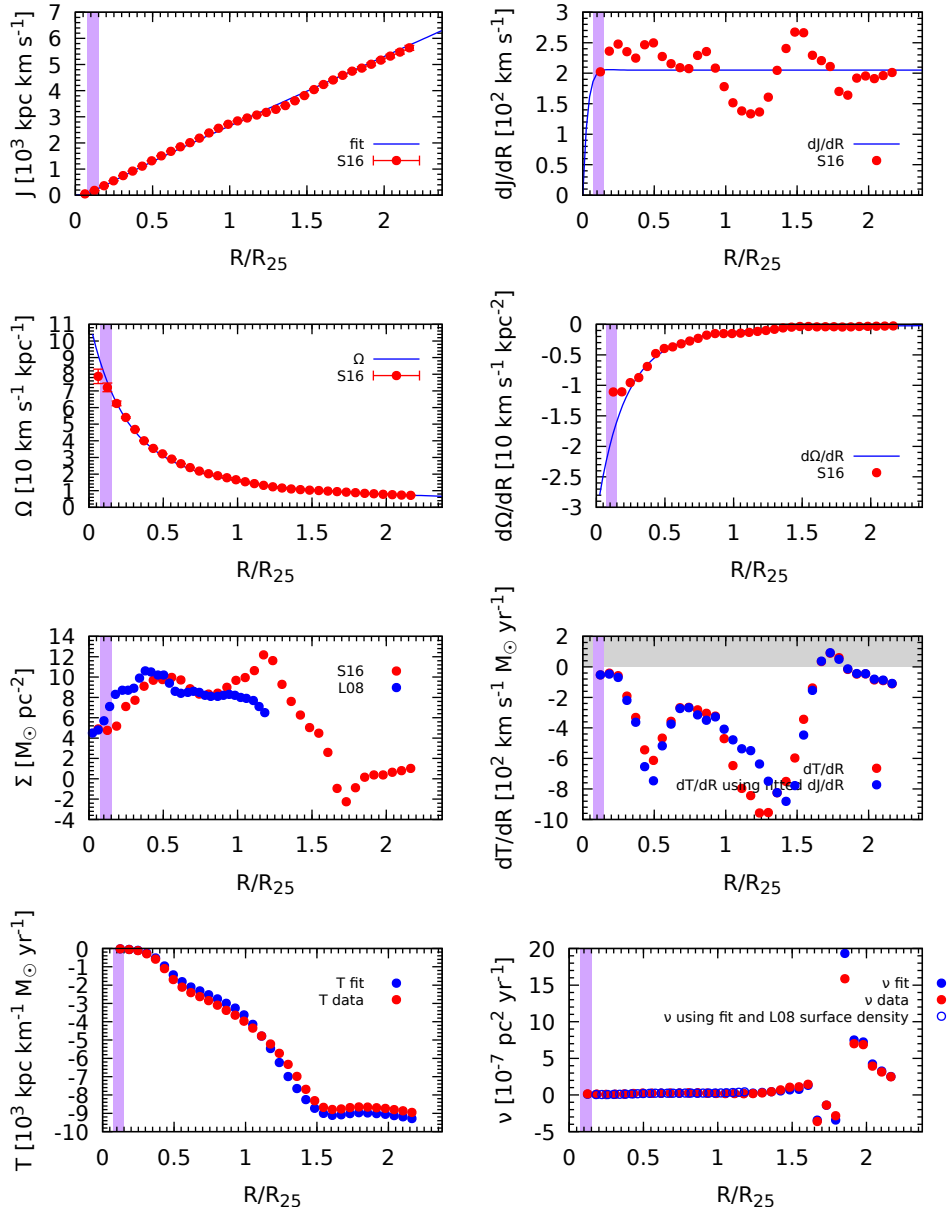 J [10³ kpc km s⁻¹]
6
5
4
3
2
1
0
fit
S16
0 0.5 1 1.5 2
R/R₂₅
dJ/dR [10² km s⁻¹]
3
2.5
2
1.5
1
0.5
0
dJ/dR
S16
0 0.5 1 1.5 2
R/R₂₅
Ω [10 km s⁻¹ kpc⁻¹]
11
10
9
8
7
6
5
4
3
2
1
0
Ω
S16
0 0.5 1 1.5 2
R/R₂₅
dΩ/dR [10 km s⁻¹ kpc⁻²]
0
-0.5
-1
-1.5
-2
-2.5
-3
dΩ/dR
S16
0 0.5 1 1.5 2
R/R₂₅
Σ [M☉ pc⁻²]
14
12
10
8
6
4
2
0
-2
-4
S16
L08
0 0.5 1 1.5 2
R/R₂₅
dT/dR [10² km s⁻¹ M☉ yr⁻¹]
2
0
-2
-4
-6
-8
-10
dT/dR
dT/dR using fitted dJ/dR
0 0.5 1 1.5 2
R/R₂₅
T [10³ kpc km⁻¹ M☉ yr⁻¹]
0
-1
-2
-3
-4
-5
-6
-7
-8
-9
-10
T fit
T data
0 0.5 1 1.5 2
R/R₂₅
ν [10⁻⁷ pc² yr⁻¹]
20
15
10
5
0
-5
ν fit
ν data
ν using fit and L08 surface density
0 0.5 1 1.5 2
R/R₂₅